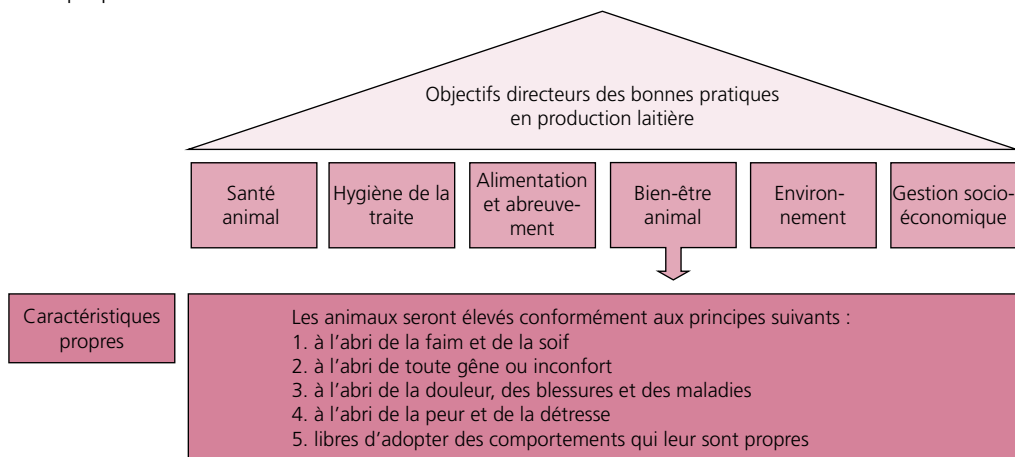 Objectifs directeurs des bonnes pratiques
en production laitière
Santé
animal
Hygiène de la
traite
Alimentation
et abreuve-
ment
Bien-être
animal
Environ-
nement
Gestion socio-
économique
Caractéristiques
propres
Les animaux seront élevés conformément aux principes suivants :
1. à l'abri de la faim et de la soif
2. à l'abri de toute gêne ou inconfort
3. à l'abri de la douleur, des blessures et des maladies
4. à l'abri de la peur et de la détresse
5. libres d'adopter des comportements qui leur sont propres